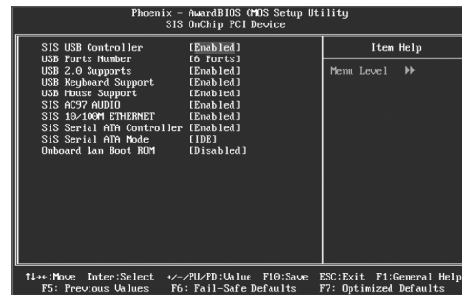 Phoenix - AwardBIOS CMOS Setup Utility
SIS OnChip PCI Device
SIS USB Controller [Enabled]
USB Ports Number [6 Ports]
USB 2.0 Supports [Enabled]
USB Keyboard Support [Enabled]
USB Mouse Support [Enabled]
SIS AC97 AUDIO [Enabled]
SIS 10/100M ETHERNET [Enabled]
SiS Serial ATA Controller [Enabled]
SiS Serial ATA Mode [IDE]
Onboard Lan Boot ROM [Disabled]
Item Help
Menu Level ▸▸
↑↓→←:Move Enter:Select +/-/PU/PD:Value F10:Save ESC:Exit F1:General Help
F5: Previous Values F6: Fail-Safe Defaults F7: Optimized Defaults